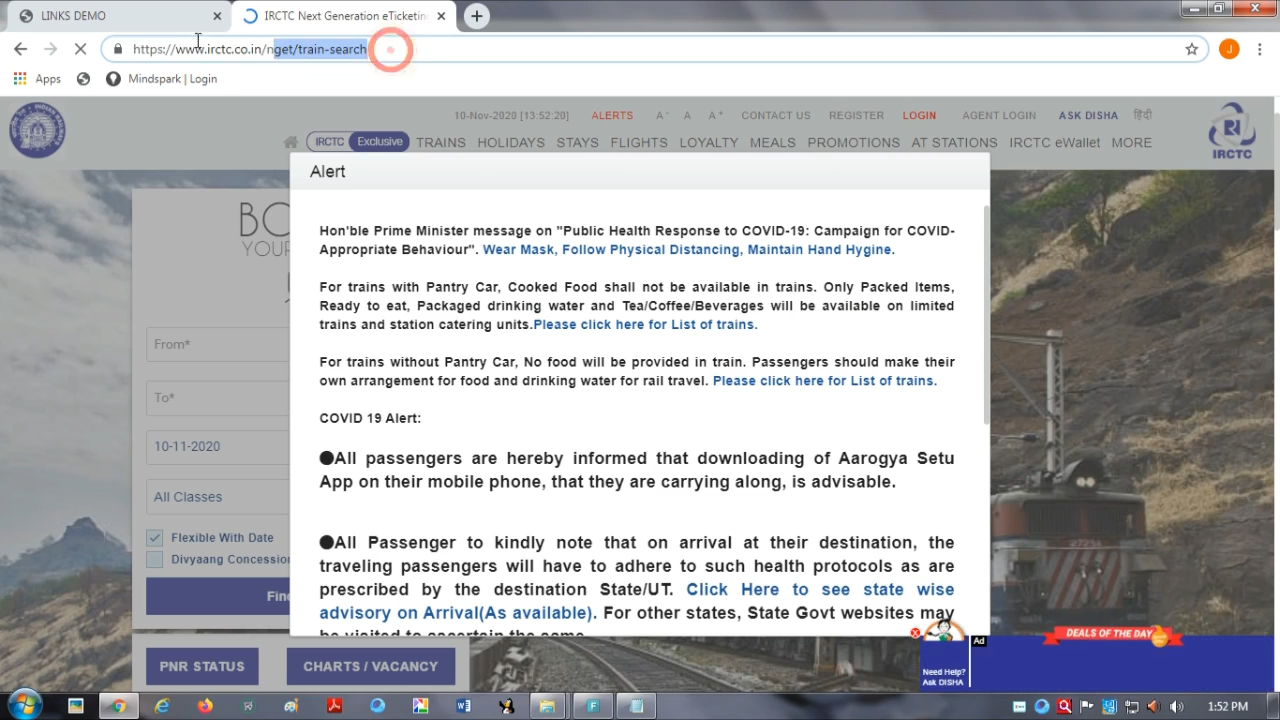 LINKS DEMO
IRCTC Next Generation eTicketing
https://www.irctc.co.in/nget/train-search
J
Apps
Mindspark | Login
10-Nov-2020 [13:52:20]
ALERTS
A-
A
A+
CONTACT US
REGISTER
LOGIN
AGENT LOGIN
ASK DISHA
हिंदी
IRCTC Exclusive
TRAINS
HOLIDAYS
STAYS
FLIGHTS
LOYALTY
MEALS
PROMOTIONS
AT STATIONS
IRCTC eWallet
MORE
IRCTC
Alert
Hon'ble Prime Minister message on "Public Health Response to COVID-19: Campaign for COVID-
Appropriate Behaviour". Wear Mask, Follow Physical Distancing, Maintain Hand Hygine.
For trains with Pantry Car, Cooked Food shall not be available in trains. Only Packed Items,
Ready to eat, Packaged drinking water and Tea/Coffee/Beverages will be available on limited
trains and station catering units.Please click here for List of trains.
For trains without Pantry Car, No food will be provided in train. Passengers should make their
own arrangement for food and drinking water for rail travel. Please click here for List of trains.
COVID 19 Alert:
●All passengers are hereby informed that downloading of Aarogya Setu
App on their mobile phone, that they are carrying along, is advisable.
●All Passenger to kindly note that on arrival at their destination, the
traveling passengers will have to adhere to such health protocols as are
prescribed by the destination State/UT. Click Here to see state wise
advisory on Arrival(As available). For other states, State Govt websites may
be visited to ascertain the same.
BO
YOUR
From*
To*
10-11-2020
All Classes
Flexible With Date
Divyaang Concession
Fin
PNR STATUS
CHARTS / VACANCY
27251
Need Help?
Ask DISHA
Ad
DEALS OF THE DAY
1:52 PM